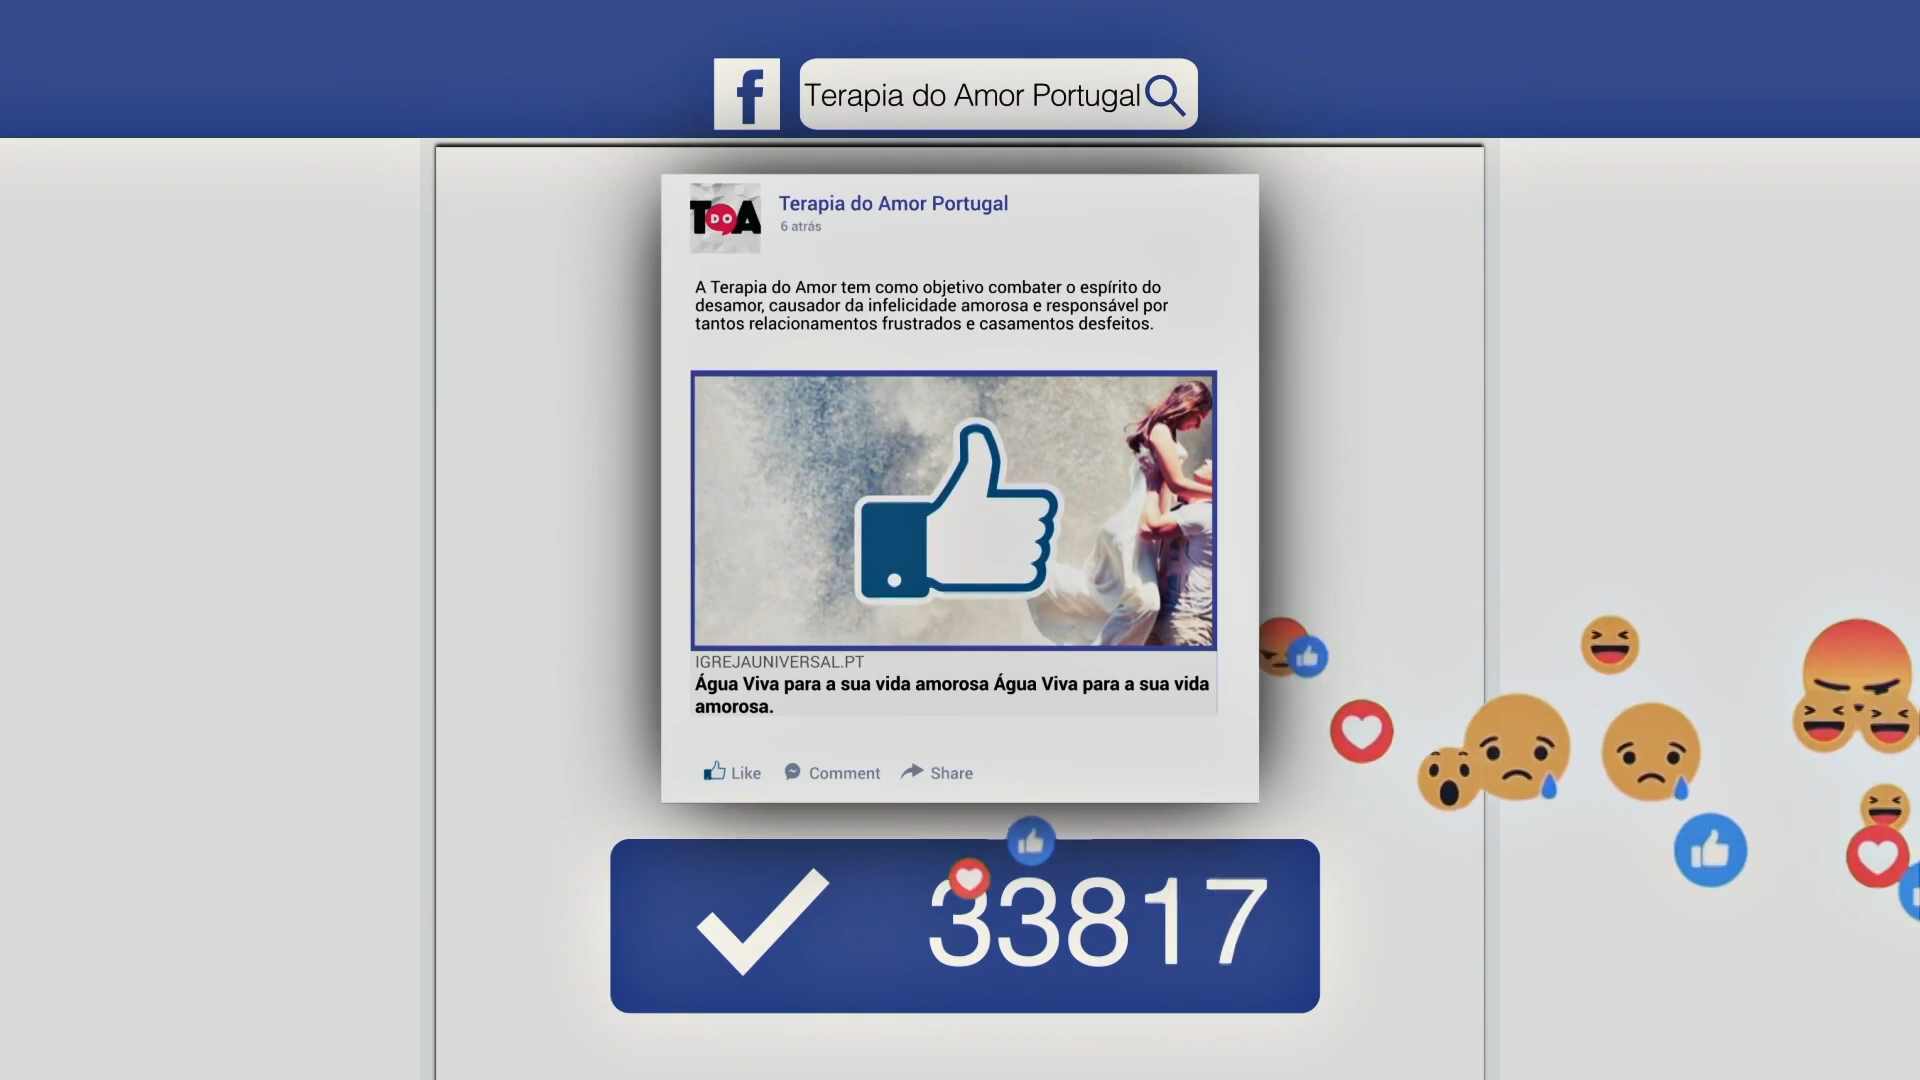 f
Terapia do Amor Portugal
T DO A
Terapia do Amor Portugal
6 atrás
A Terapia do Amor tem como objetivo combater o espírito do
desamor, causador da infelicidade amorosa e responsável por
tantos relacionamentos frustrados e casamentos desfeitos.
IGREJAUNIVERSAL.PT
Água Viva para a sua vida amorosa Água Viva para a sua vida
amorosa.
Like Comment Share
33817